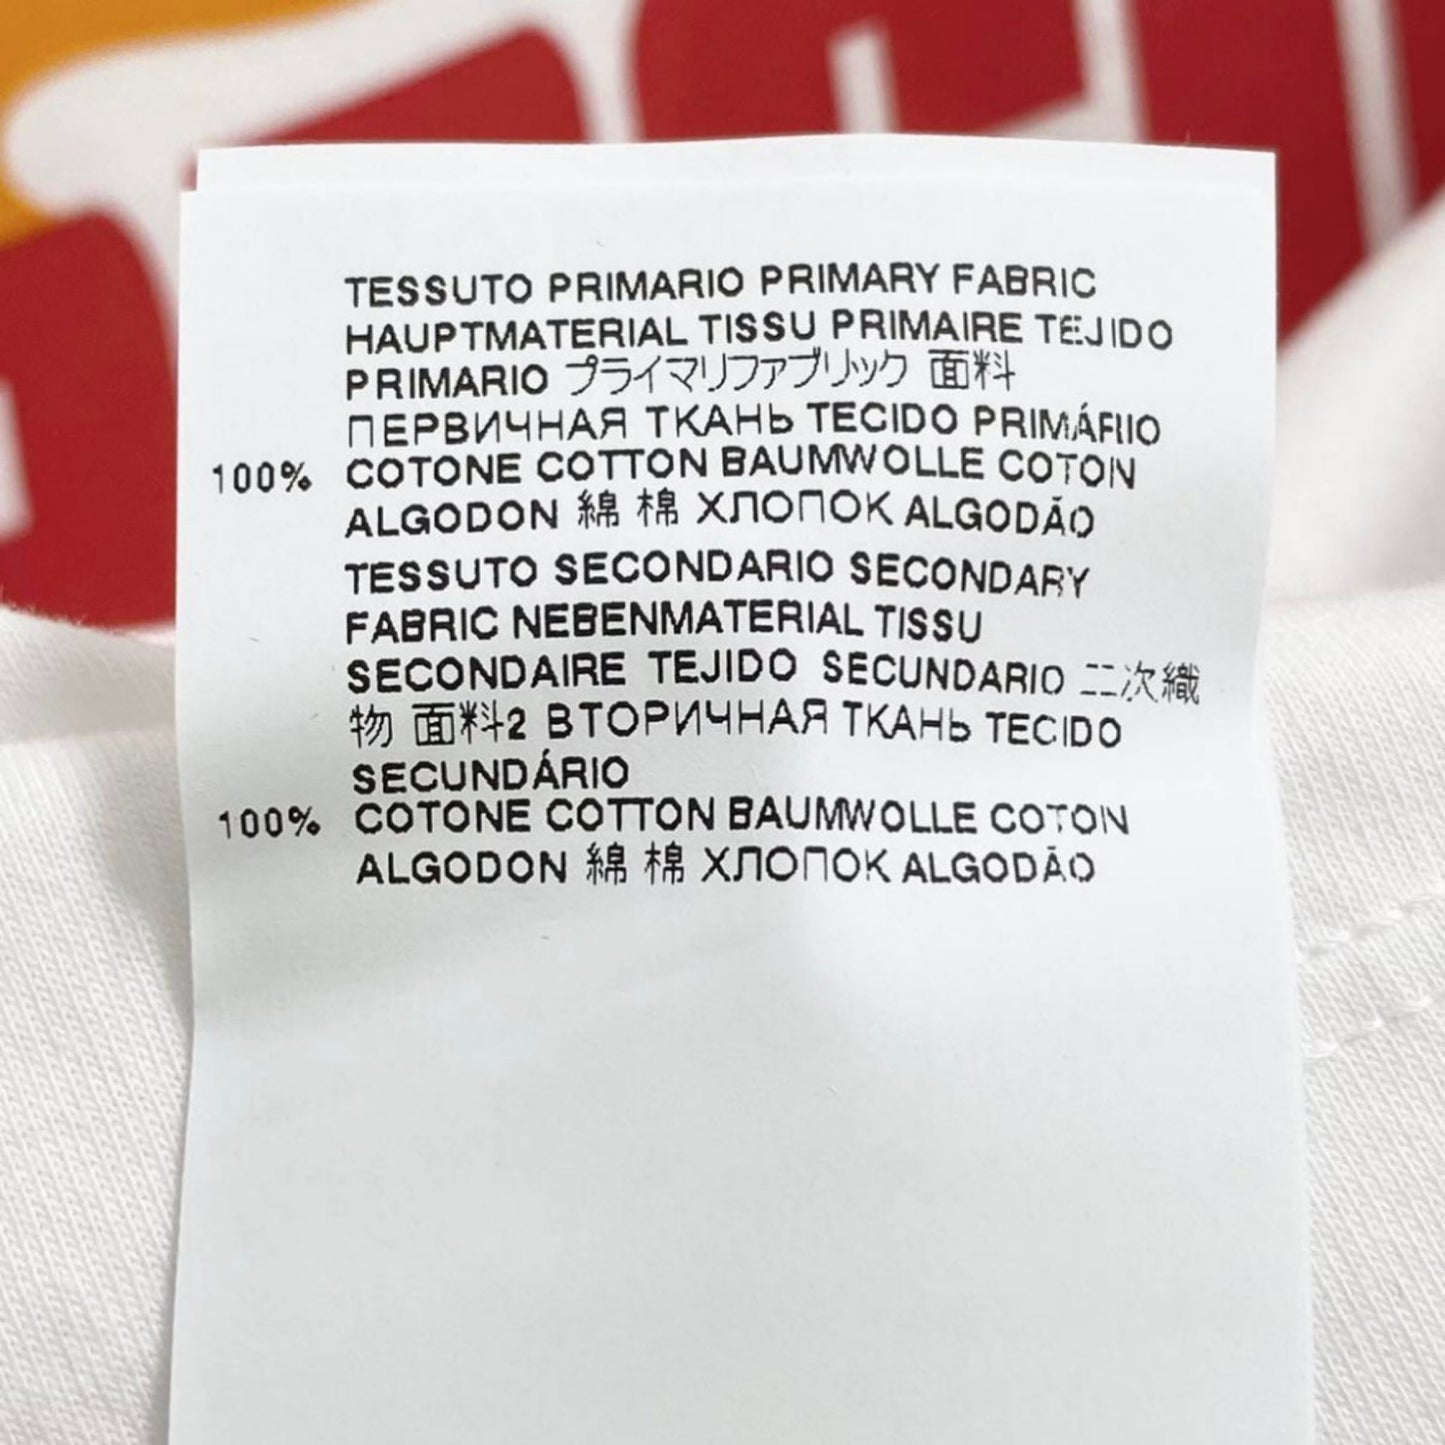 TESSUTO PRIMARIO PRIMARY FABRIC
HAUPTMATERIAL TISSU PRIMAIRE TEJIDO
PRIMARIO プライマリファブリック 面料
ПЕРВИЧНАЯ ТКАНЬ TECIDO PRIMÁRIO
100% COTONE COTTON BAUMWOLLE COTON
ALGODON 綿 棉 ХЛОПОК ALGODÃO
TESSUTO SECONDARIO SECONDARY
FABRIC NEBENMATERIAL TISSU
SECONDAIRE TEJIDO SECUNDARIO 二次織
物 面料2 ВТОРИЧНАЯ ТКАНЬ TECIDO
SECUNDÁRIO
100% COTONE COTTON BAUMWOLLE COTON
ALGODON 綿 棉 ХЛОПОК ALGODÃO